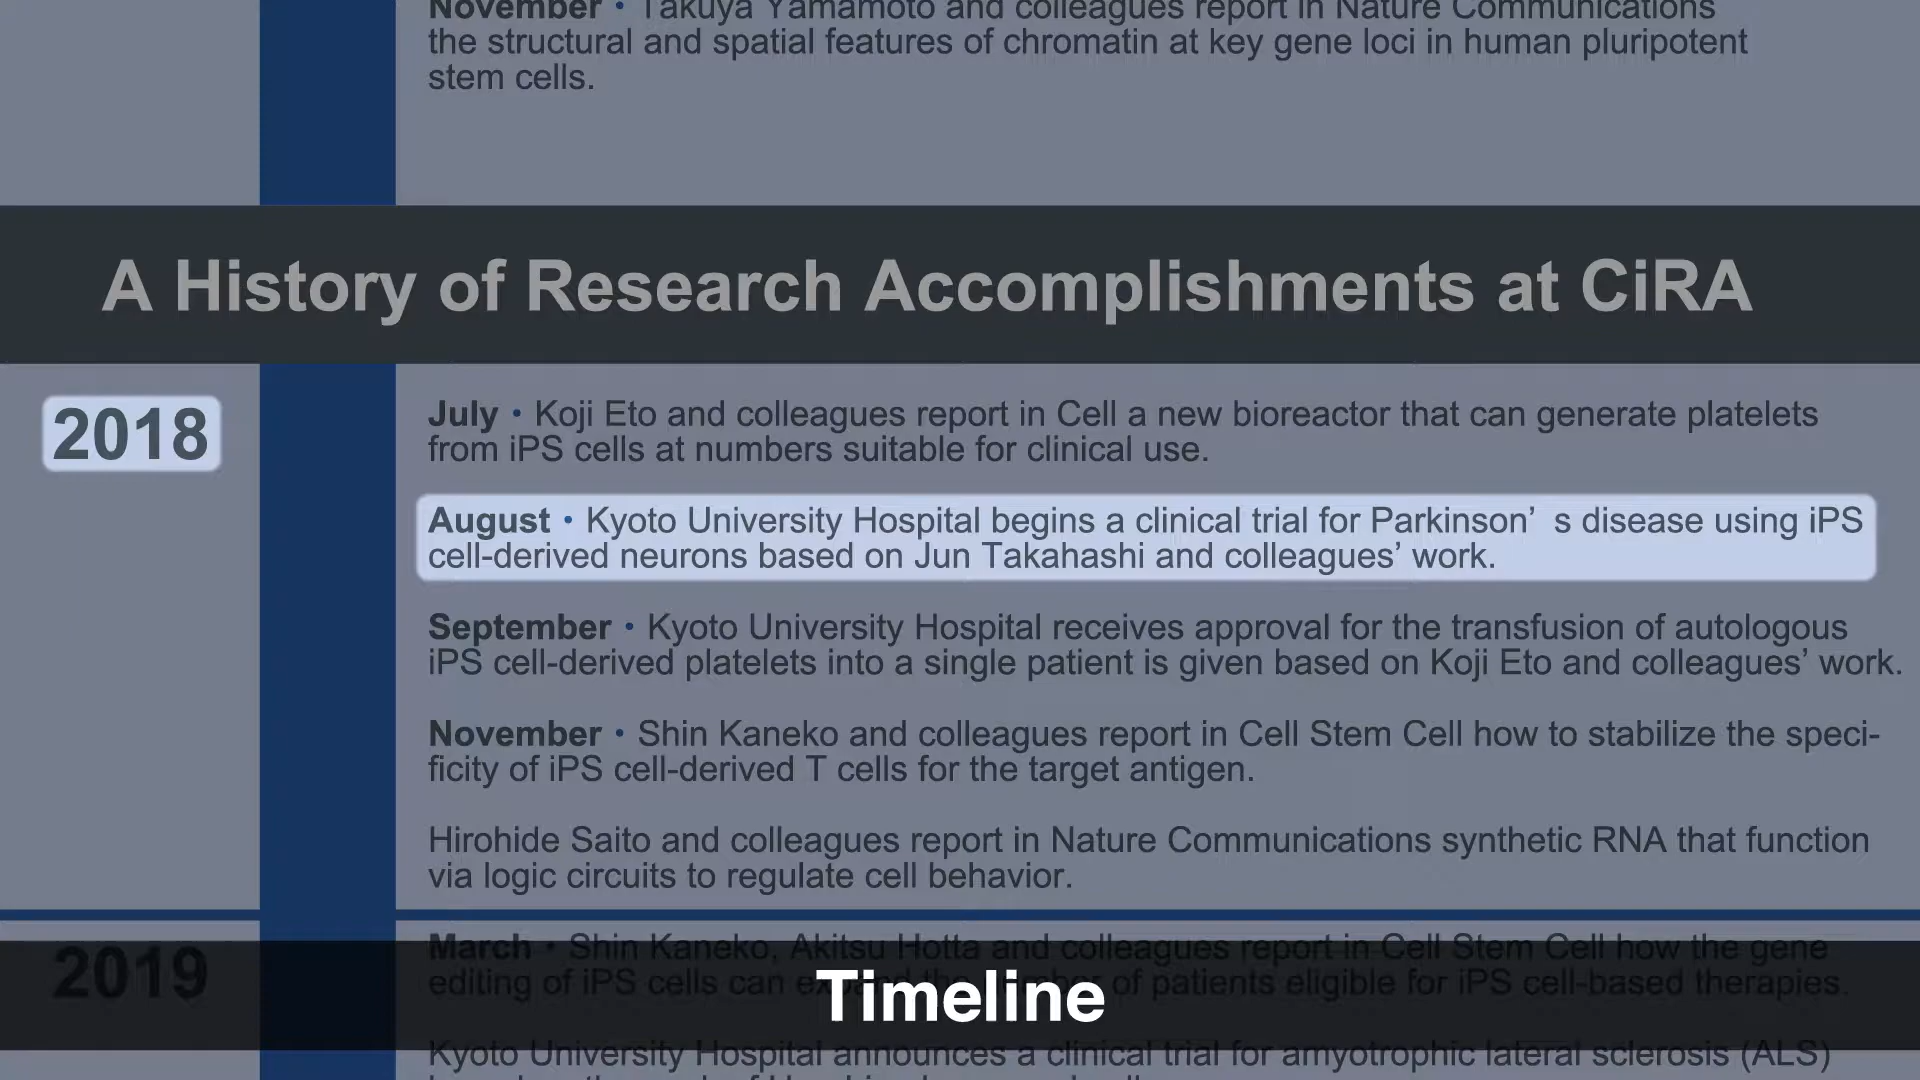 November • Takuya Yamamoto and colleagues report in Nature Communications
the structural and spatial features of chromatin at key gene loci in human pluripotent
stem cells.
A History of Research Accomplishments at CiRA
2018
July • Koji Eto and colleagues report in Cell a new bioreactor that can generate platelets
from iPS cells at numbers suitable for clinical use.
August • Kyoto University Hospital begins a clinical trial for Parkinson’ s disease using iPS
cell-derived neurons based on Jun Takahashi and colleagues’ work.
September • Kyoto University Hospital receives approval for the transfusion of autologous
iPS cell-derived platelets into a single patient is given based on Koji Eto and colleagues’ work.
November • Shin Kaneko and colleagues report in Cell Stem Cell how to stabilize the speci-
ficity of iPS cell-derived T cells for the target antigen.
Hirohide Saito and colleagues report in Nature Communications synthetic RNA that function
via logic circuits to regulate cell behavior.
2019
March • Shin Kaneko, Akitsu Hotta and colleagues report in Cell Stem Cell how the gene
editing of iPS cells can of patients eligible for iPS cell-based therapies.
Timeline
Kyoto University Hospital announces a clinical trial for amyotrophic lateral sclerosis (ALS)